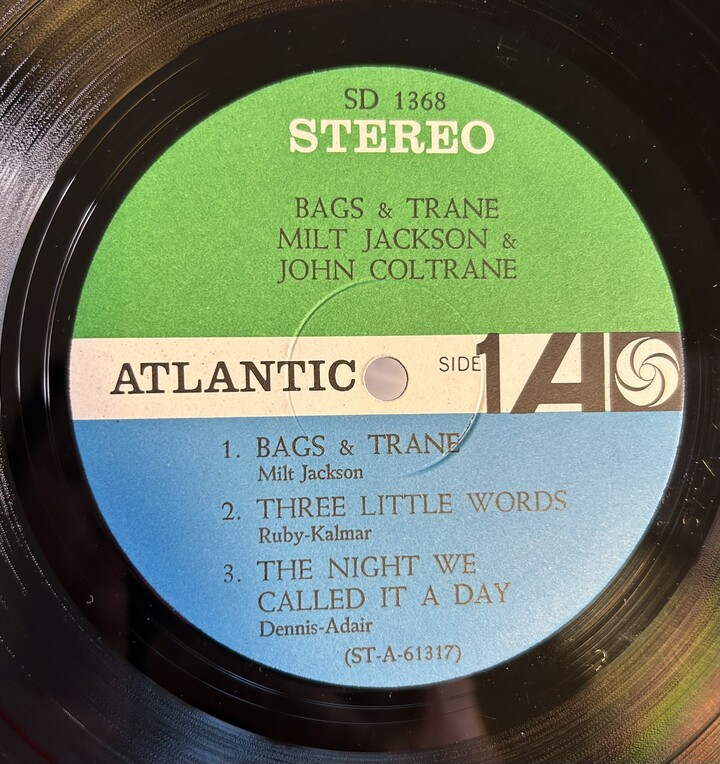 SD 1368
STEREO
BAGS & TRANE
MILT JACKSON &
JOHN COLTRANE
ATLANTIC SIDE 1 A
1. BAGS & TRANE
Milt Jackson
2. THREE LITTLE WORDS
Ruby-Kalmar
3. THE NIGHT WE
CALLED IT A DAY
Dennis-Adair
(ST-A-61317)